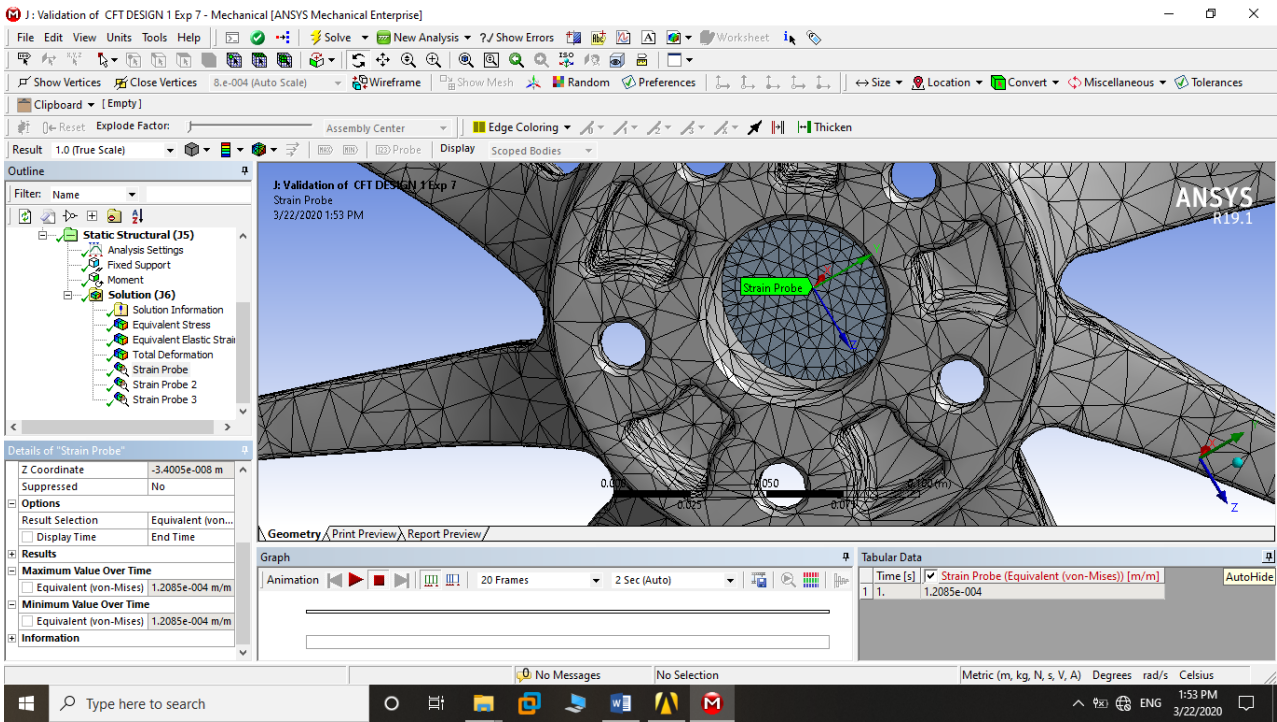 J : Validation of CFT DESIGN 1 Exp 7 - Mechanical [ANSYS Mechanical Enterprise]
File Edit View Units Tools Help Solve New Analysis ?/ Show Errors A Worksheet
Show Vertices Close Vertices 8.e-004 (Auto Scale) Wireframe Show Mesh Random Preferences Size Location Convert Miscellaneous Tolerances
Clipboard [Empty]
Reset Explode Factor: Assembly Center Edge Coloring Thicken
Result 1.0 (True Scale) MAX MIN 123 Probe Display Scoped Bodies
Outline
Filter: Name
Static Structural (J5)
Analysis Settings
Fixed Support
Moment
Solution (J6)
Solution Information
Equivalent Stress
Equivalent Elastic Strai
Total Deformation
Strain Probe
Strain Probe 2
Strain Probe 3
Details of "Strain Probe"
Z Coordinate -3.4005e-008 m
Suppressed No
Options
Result Selection Equivalent (von...
Display Time End Time
Results
Maximum Value Over Time
Equivalent (von-Mises) 1.2085e-004 m/m
Minimum Value Over Time
Equivalent (von-Mises) 1.2085e-004 m/m
Information
J: Validation of CFT DESIGN 1 Exp 7
Strain Probe
3/22/2020 1:53 PM
ANSYS
R19.1
Strain Probe
X
Y
Z
0.000 0.050 0.100 (m)
0.025 0.075
X
Y
Z
Geometry Print Preview Report Preview
Graph
Animation 20 Frames 2 Sec (Auto)
Tabular Data
Time [s] Strain Probe (Equivalent (von-Mises)) [m/m]
1 1. 1.2085e-004
AutoHide
0 No Messages No Selection Metric (m, kg, N, s, V, A) Degrees rad/s Celsius
Type here to search
ENG
1:53 PM
3/22/2020